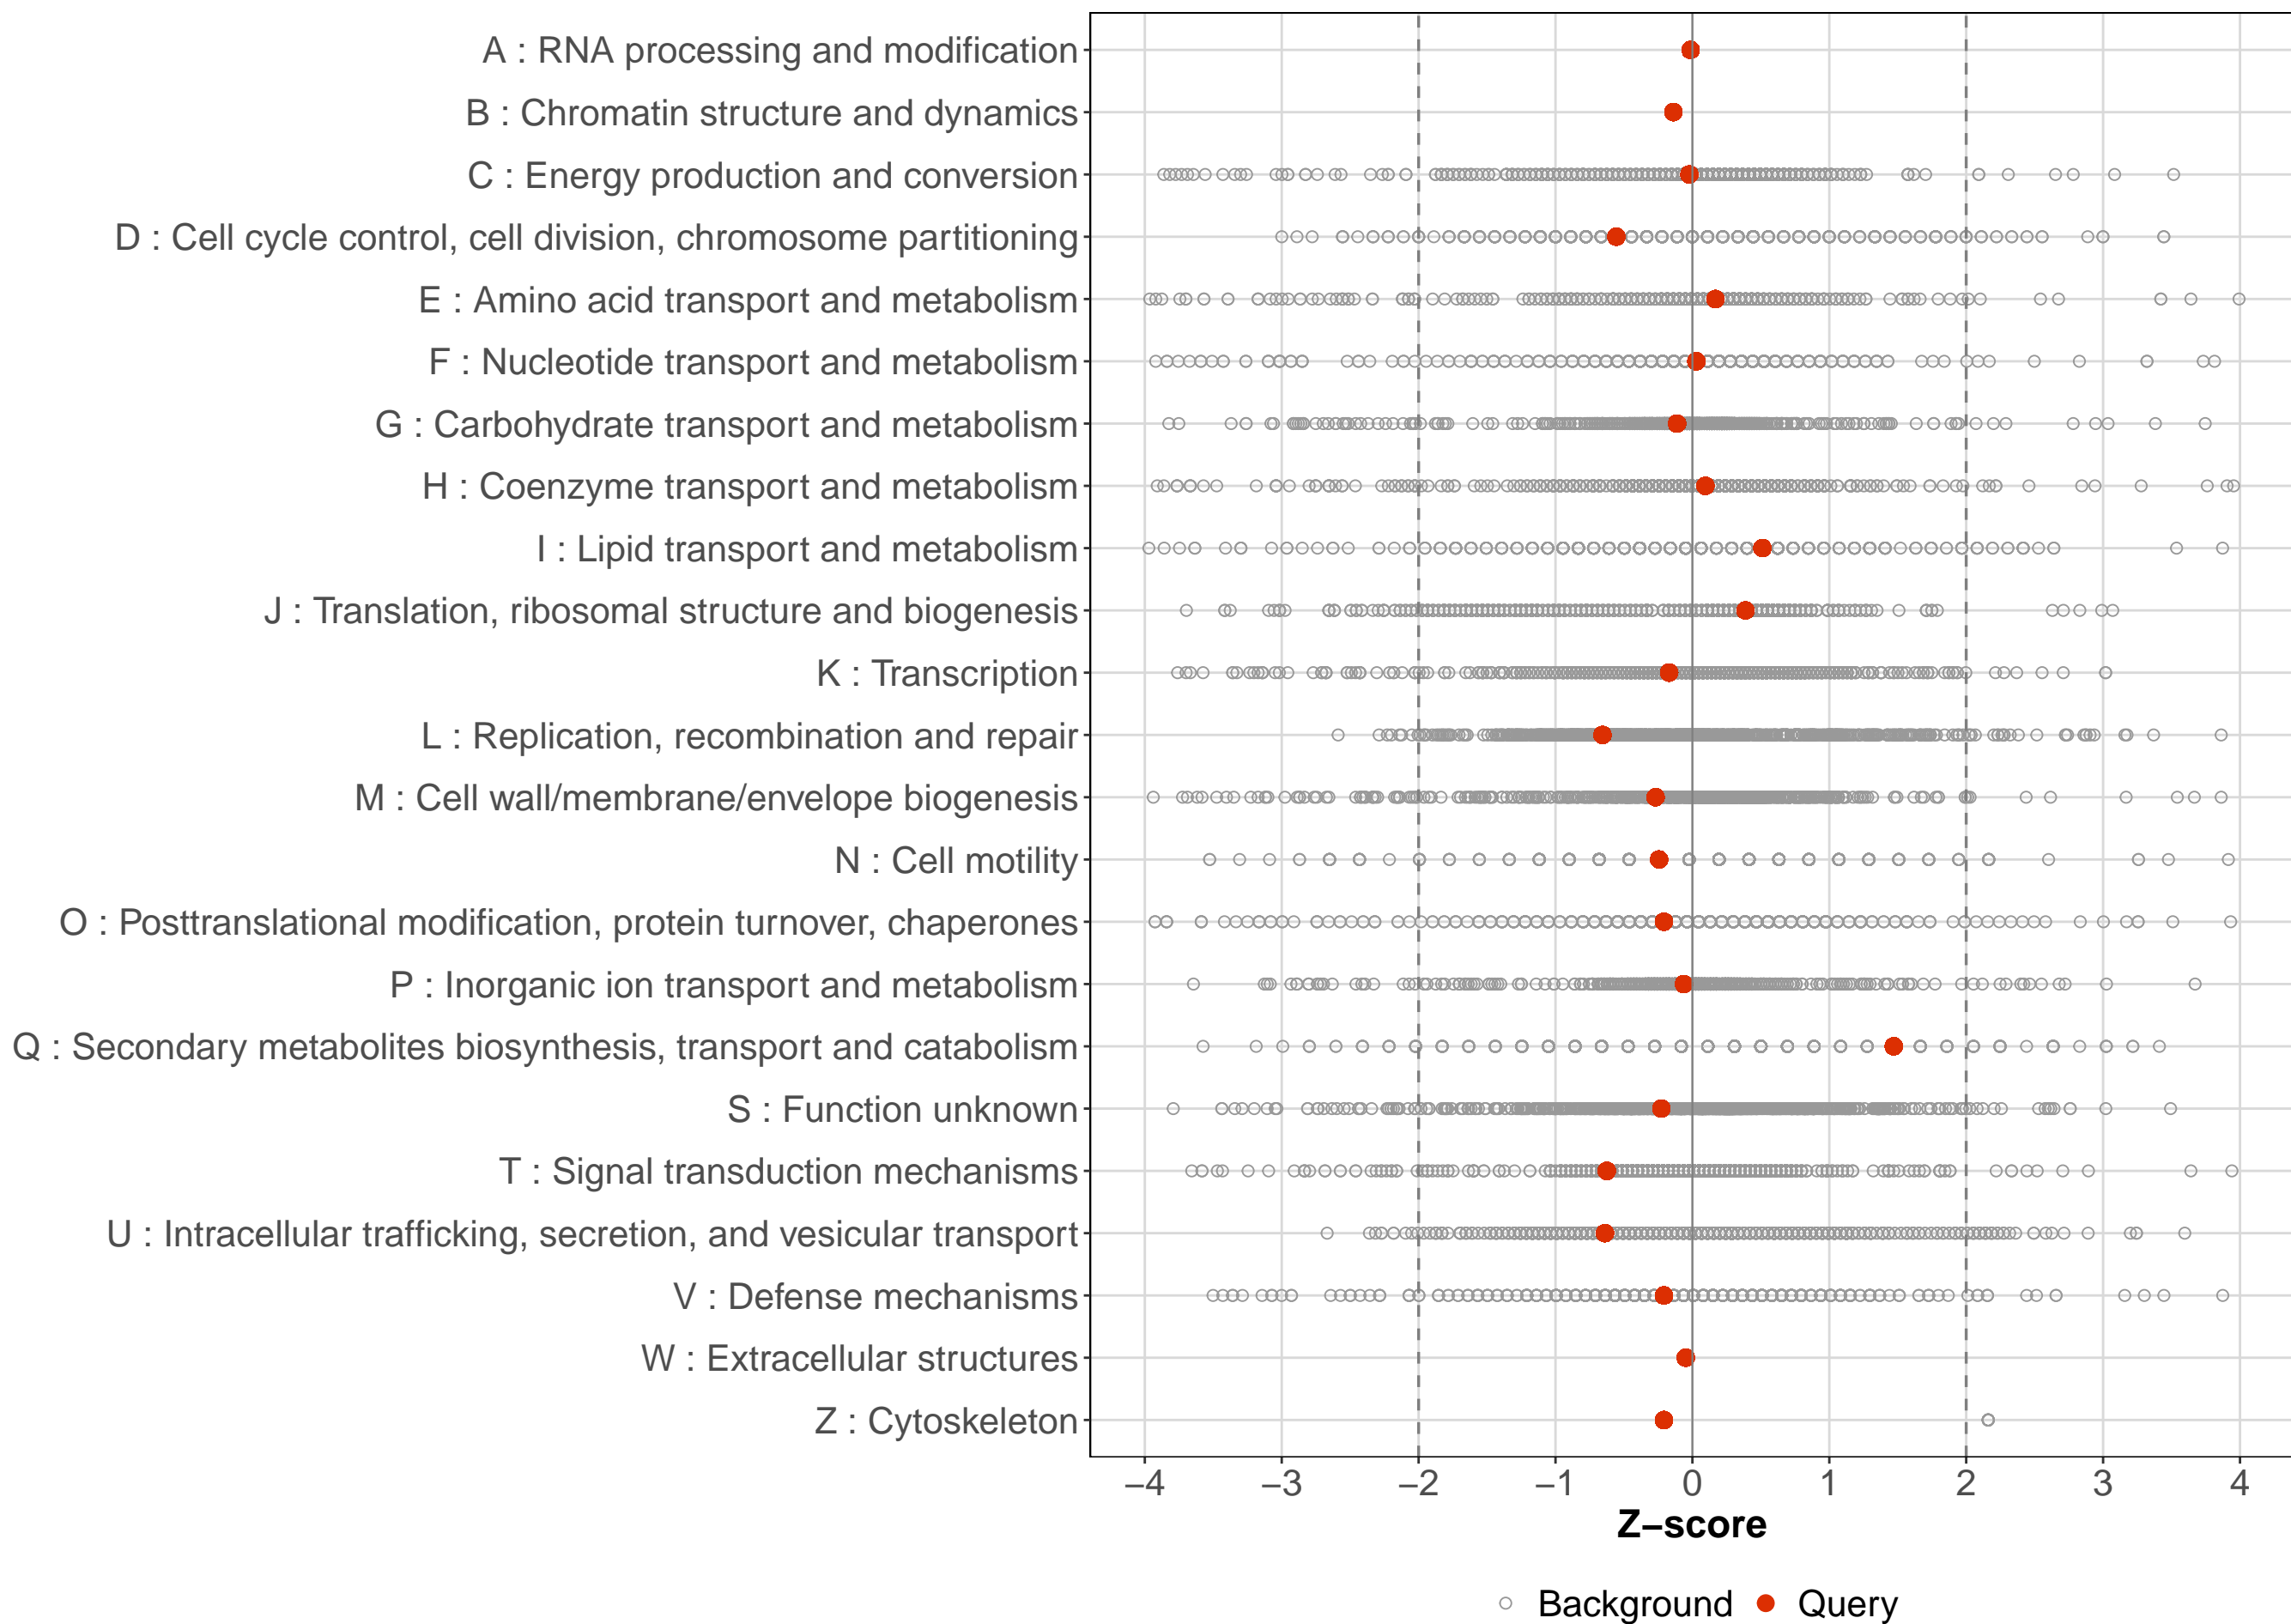 A : RNA processing and modification
B : Chromatin structure and dynamics
C : Energy production and conversion
D : Cell cycle control, cell division, chromosome partitioning
E : Amino acid transport and metabolism
F : Nucleotide transport and metabolism
G : Carbohydrate transport and metabolism
H : Coenzyme transport and metabolism
I : Lipid transport and metabolism
J : Translation, ribosomal structure and biogenesis
K : Transcription
L : Replication, recombination and repair
M : Cell wall/membrane/envelope biogenesis
N : Cell motility
O : Posttranslational modification, protein turnover, chaperones
P : Inorganic ion transport and metabolism
Q : Secondary metabolites biosynthesis, transport and catabolism
S : Function unknown
T : Signal transduction mechanisms
U : Intracellular trafficking, secretion, and vesicular transport
V : Defense mechanisms
W : Extracellular structures
Z : Cytoskeleton
−4 −3 −2 −1 0 1 2 3 4
Z−score
Background Query